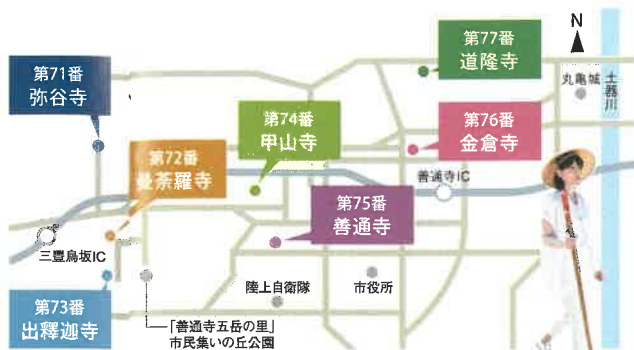 第77番
道隆寺
N
丸亀城
土器川
第71番
弥谷寺
第74番
甲山寺
第76番
金倉寺
第72番
曼荼羅寺
善通寺IC
第75番
善通寺
三豊鳥坂IC
第73番
出釋迦寺
陸上自衛隊
市役所
「善通寺五岳の里」
市民集いの丘公園